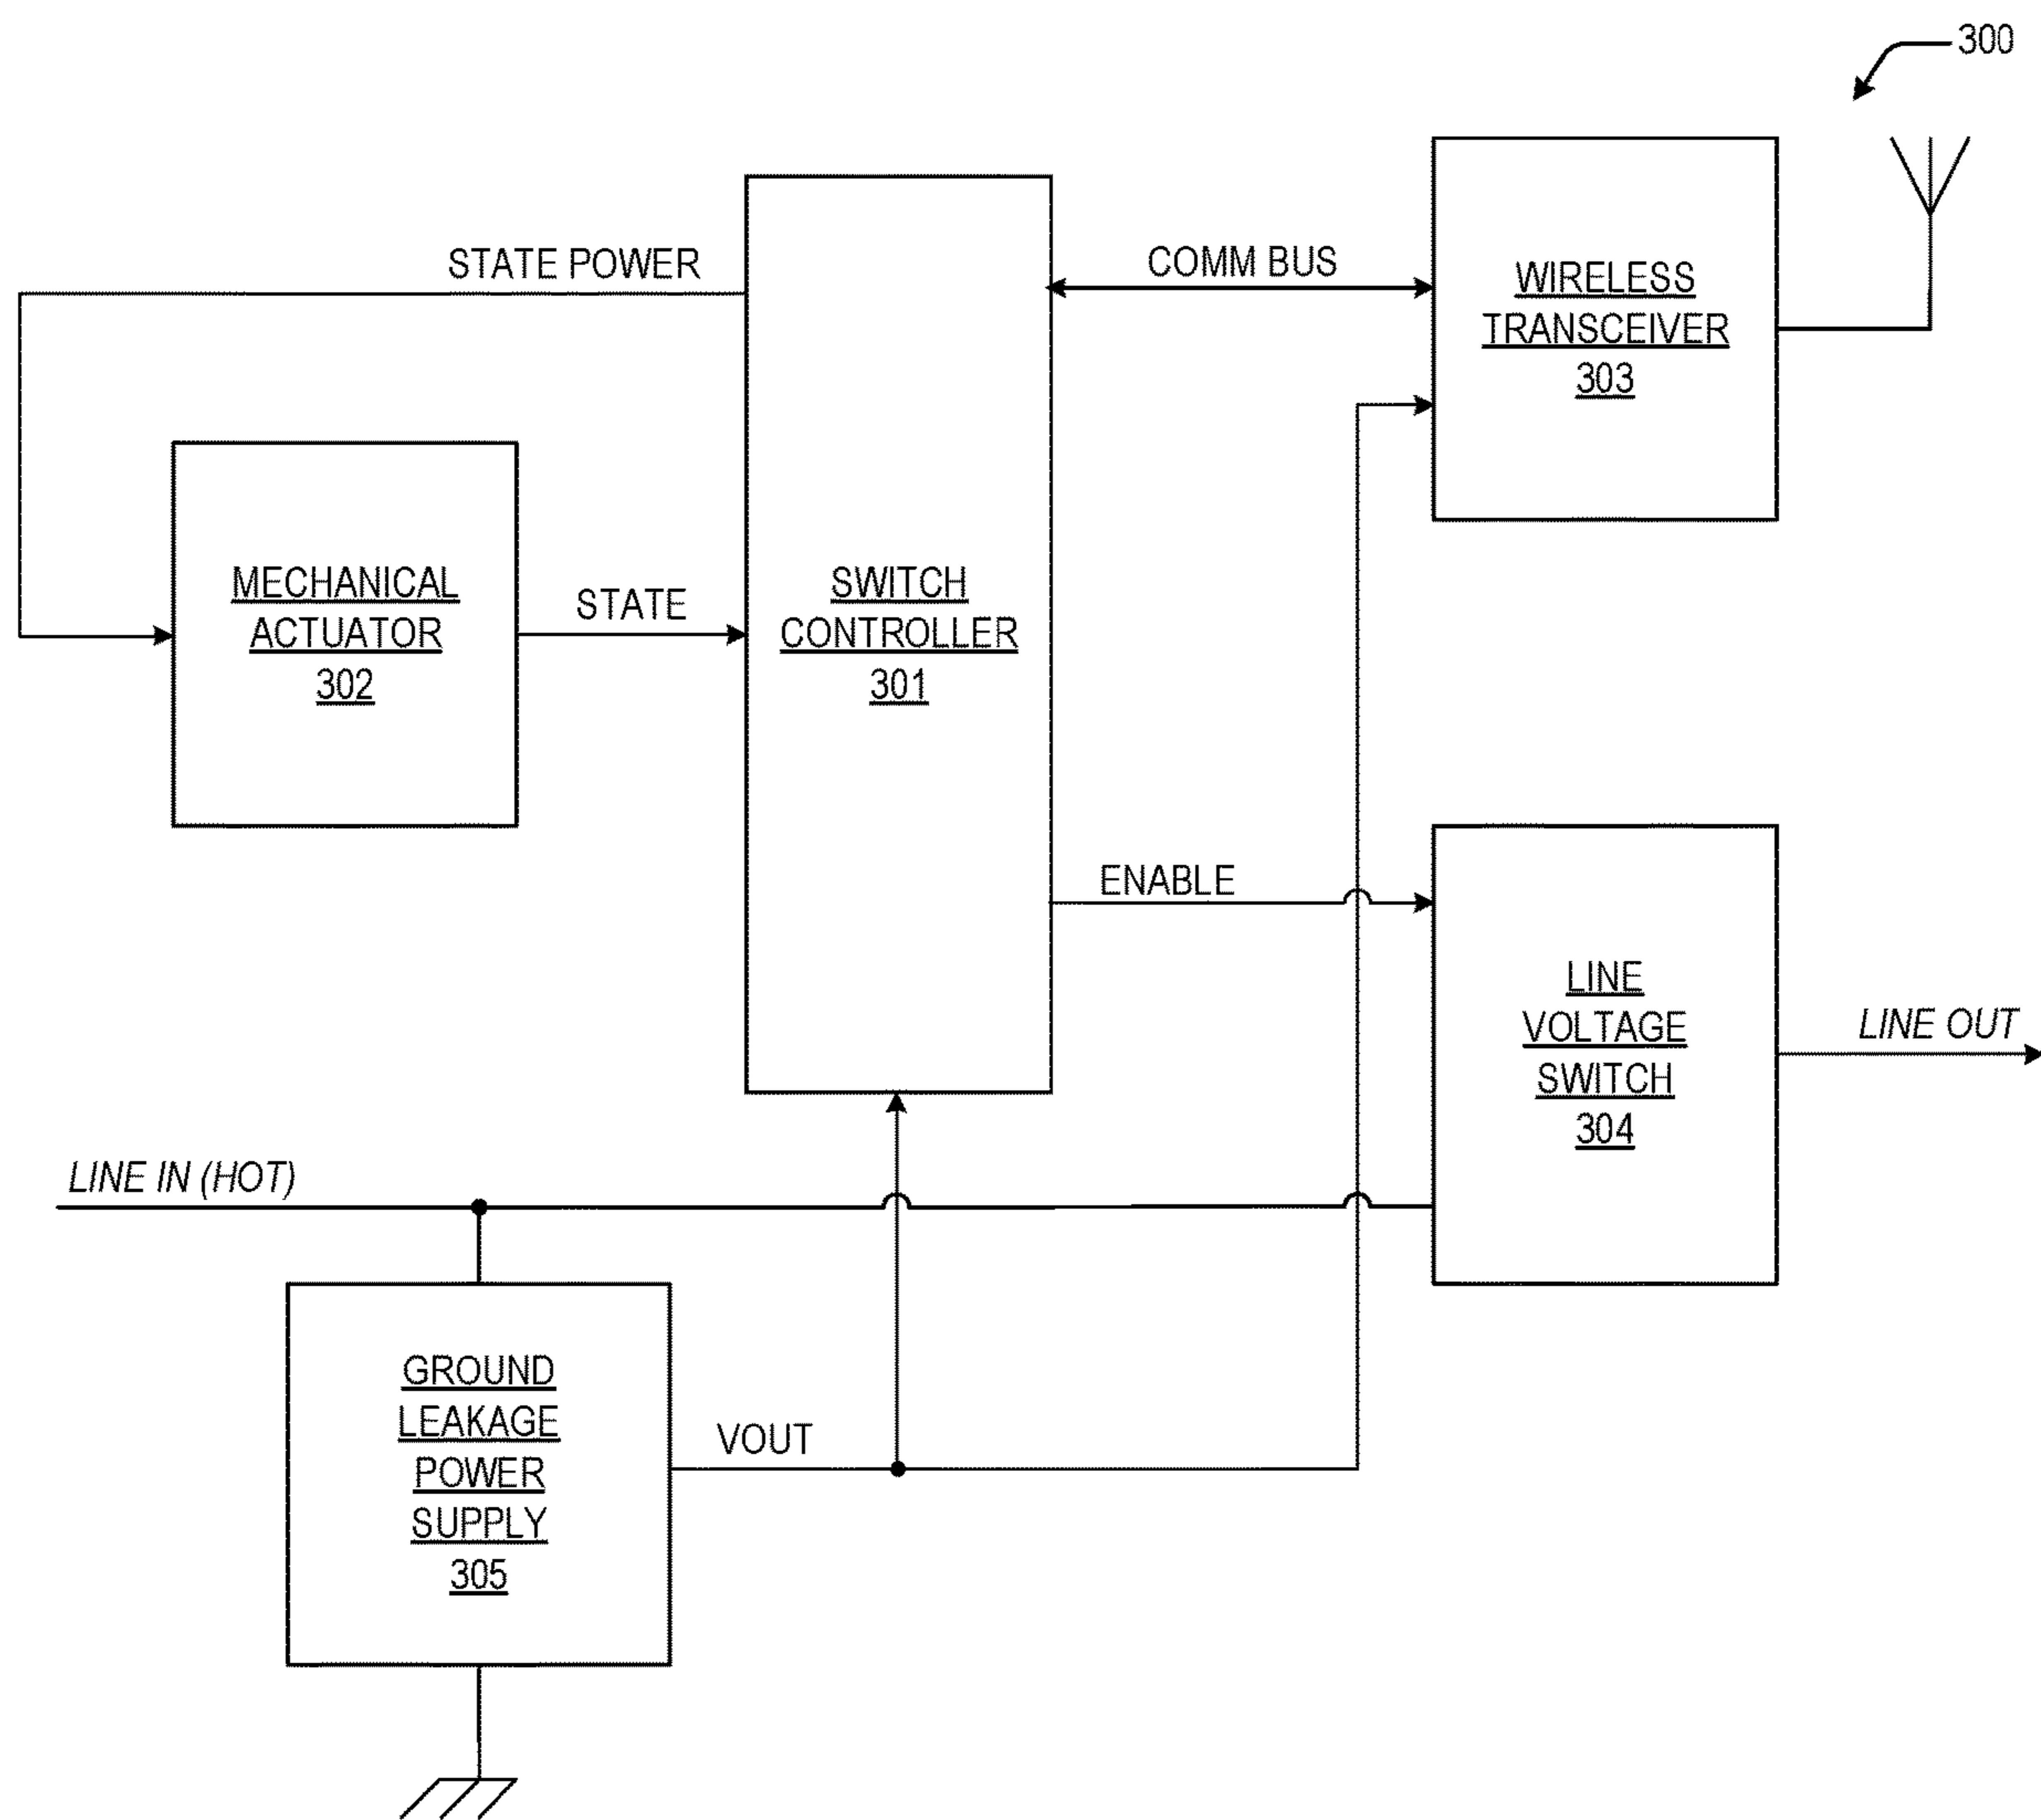 300
STATE POWER
COMM BUS
WIRELESS
TRANSCEIVER
303
MECHANICAL
ACTUATOR
302
STATE
SWITCH
CONTROLLER
301
ENABLE
LINE
VOLTAGE
SWITCH
304
LINE OUT
LINE IN (HOT)
GROUND
LEAKAGE
POWER
SUPPLY
305
VOUT